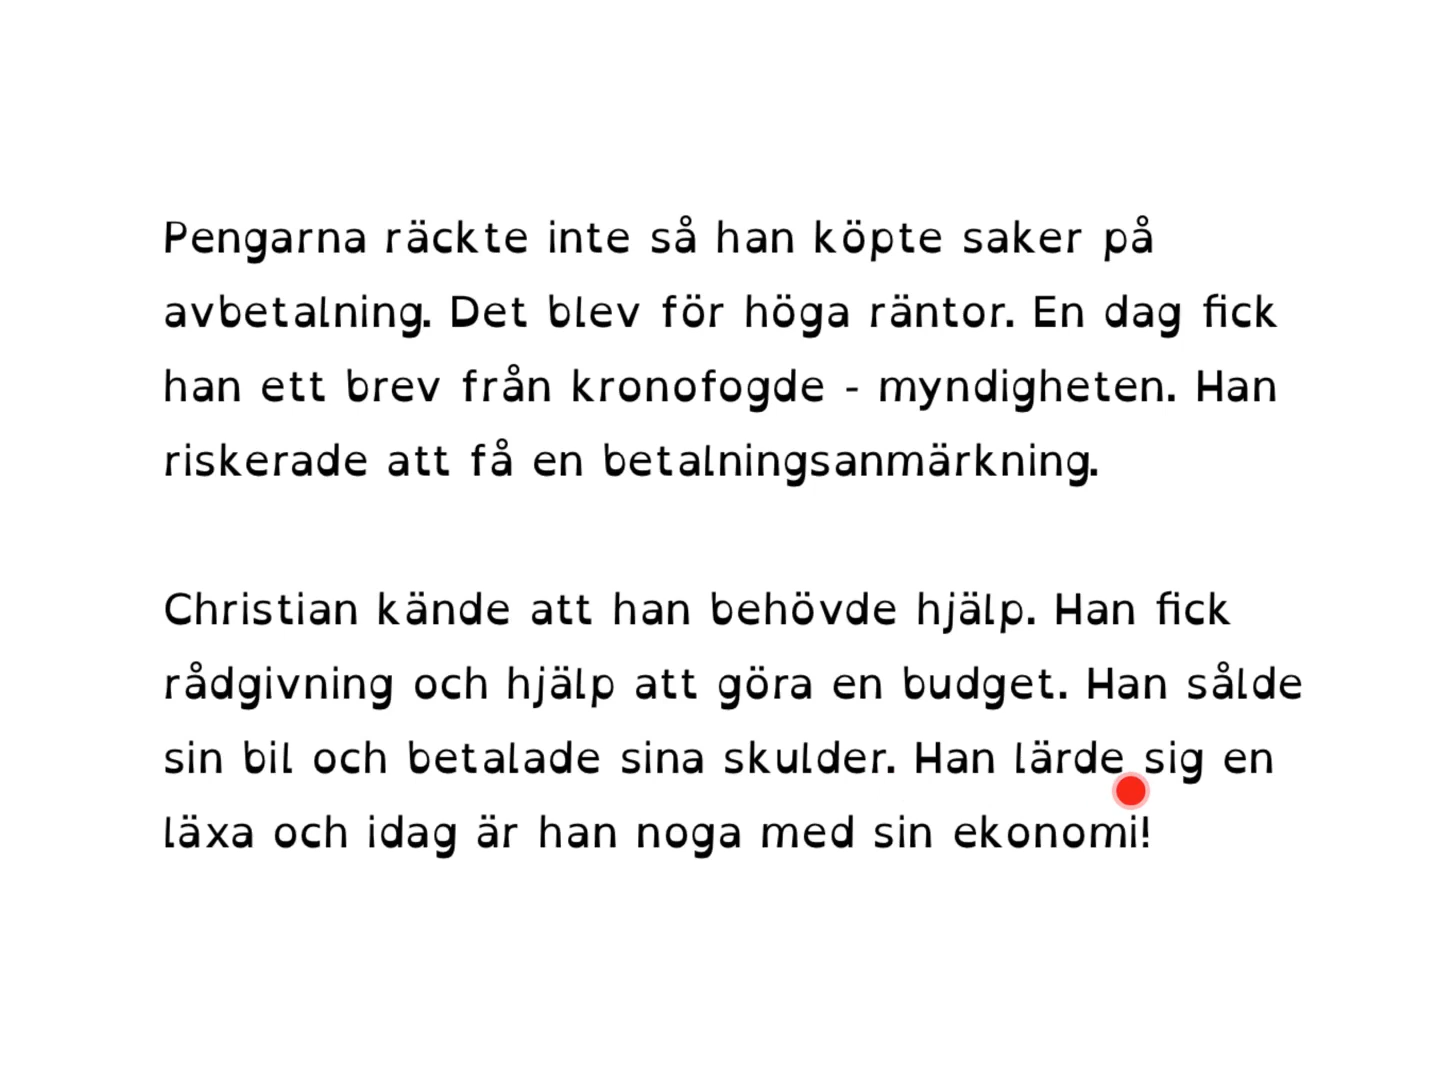 Pengarna räckte inte så han köpte saker på
avbetalning. Det blev för höga räntor. En dag fick
han ett brev från kronofogde - myndigheten. Han
riskerade att få en betalningsanmärkning.
Christian kände att han behövde hjälp. Han fick
rådgivning och hjälp att göra en budget. Han sålde
sin bil och betalade sina skulder. Han lärde sig en
läxa och idag är han noga med sin ekonomi!